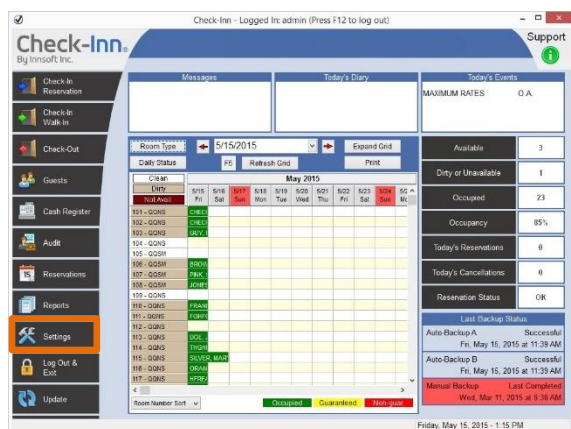 Check-Inn - Logged In: admin (Press F12 to log out)
Check-Inn
By Innsoft Inc.
Support
Check-In Reservation
Check-In Walk-In
Check-Out
Guests
Cash Register
Audit
Reservations
Reports
Settings
Log Out & Exit
Update
Messages
Today's Diary
Today's Events
MAXIMUM RATES O.A.
Room Type
5/15/2015
Expand Grid
Daily Status
F5
Refresh Grid
Print
Clean
Dirty
Not Avail
May 2015
5/15 5/16 5/17 5/18 5/19 5/20 5/21 5/22 5/23 5/24
Fri Sat Sun Mon Tue Wed Thu Fri Sat Sun
101 - QQNS CHECI
102 - QQNS CHECI
103 - QQNS GUY,
104 - QQNS
105 - QQSM
106 - QQNS BROW
107 - QQSM PINK,
108 - QQSM JONES
109 - QQNS
110 - QQNS FRANI
111 - QQNS
112 - QQNS
113 - QQNS DOE,
114 - QQNS
115 - QQNS SILVER, MARY
116 - QQNS ORAN
117 - QQNS
Room Number Sort
Occupied
Guaranteed
Non-guar
Available 3
Dirty or Unavailable 1
Occupied 23
Occupancy 85%
Today's Reservations 0
Today's Cancellations 0
Reservation Status OK
Last Backup Status
Auto-Backup A Successful
Fri, May 15, 2015 at 11:39 AM
Auto-Backup B Successful
Fri, May 15, 2015 at 11:39 AM
Manual Backup Last Completed
Wed, Mar 11, 2015 at 8:36 AM
Friday, May 15, 2015 - 1:15 PM